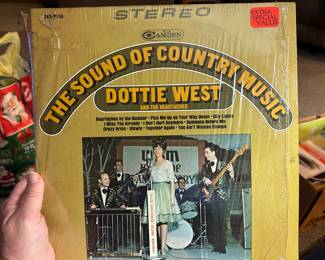 STEREO
EXTRA
SPECIAL
VALUE
CAMDEN
THE SOUND OF COUNTRY MUSIC
DOTTIE WEST
AND THE HEARTACHES
Heartaches by the Number • Pick Me Up on Your Way Down • City Lights
I Miss You Already • I Don't Hurt Anymore • Someone Before Me
Crazy Arms • Slowly • Together Again • You Ain't Woman Enough